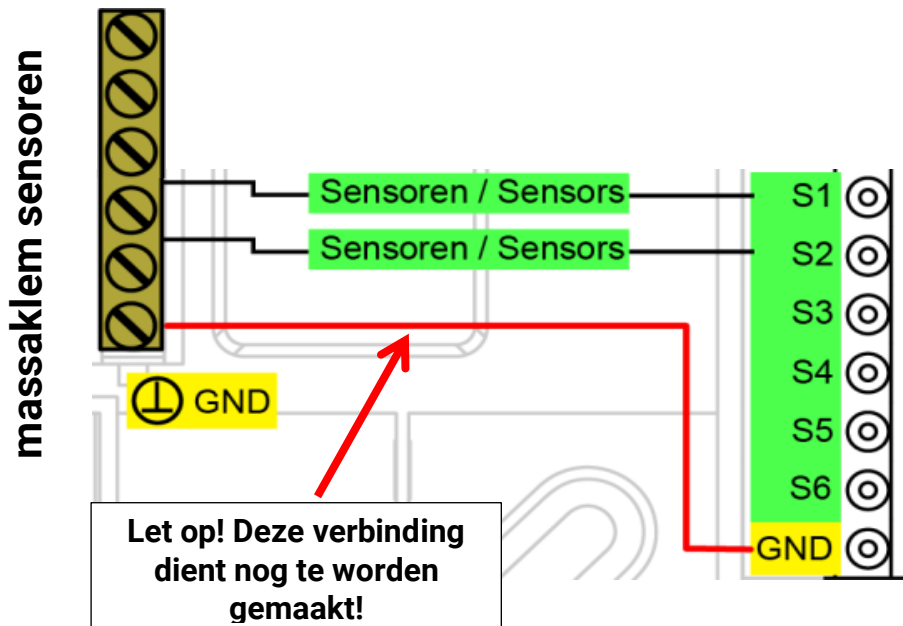 massaklem sensoren
Sensoren / Sensors
S1
Sensoren / Sensors
S2
S3
S4
S5
S6
GND
GND
Let op! Deze verbinding
dient nog te worden
gemaakt!